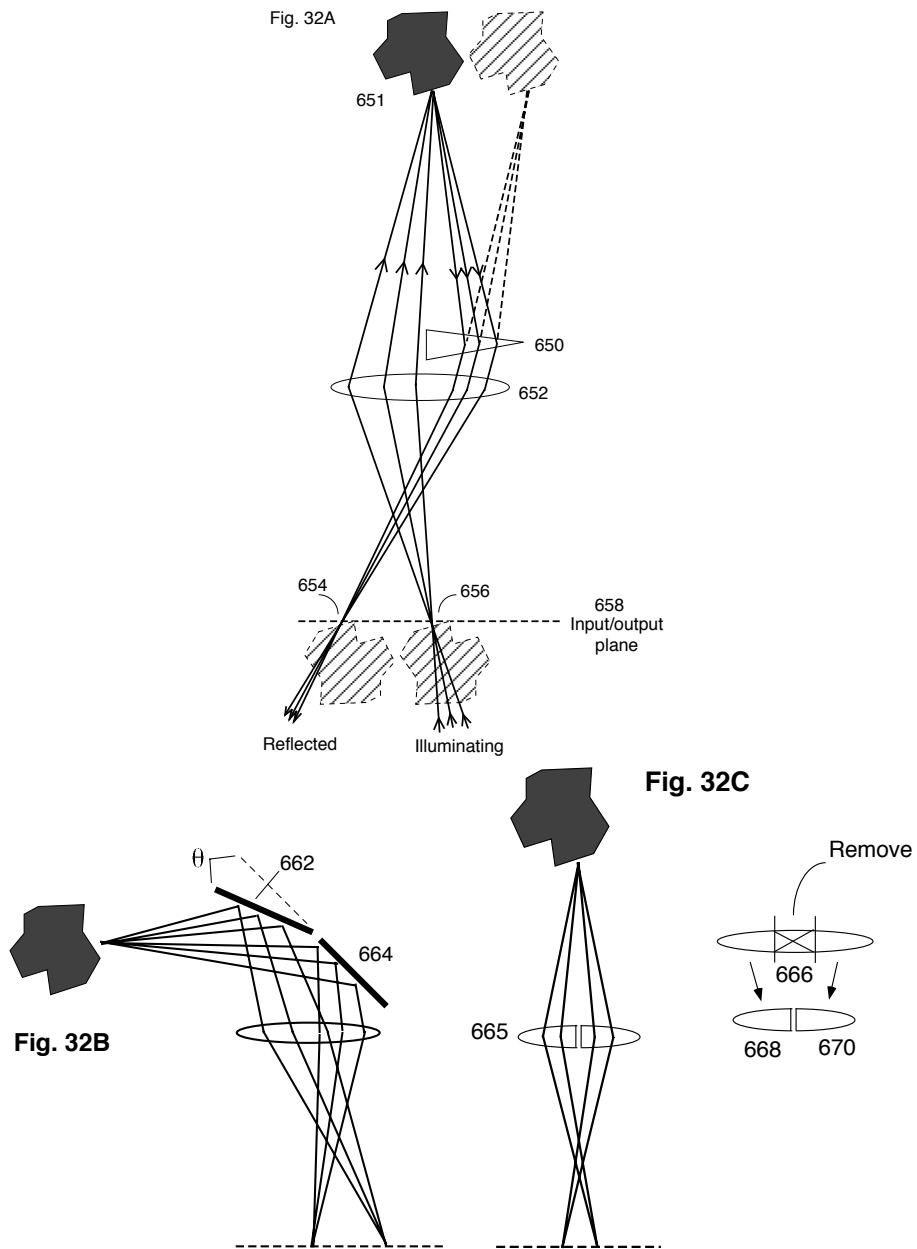 Fig. 32A
651
650
652
654
656
658
Input/output
plane
Reflected
Illuminating
Fig. 32C
θ
662
664
Fig. 32B
665
Remove
666
668
670